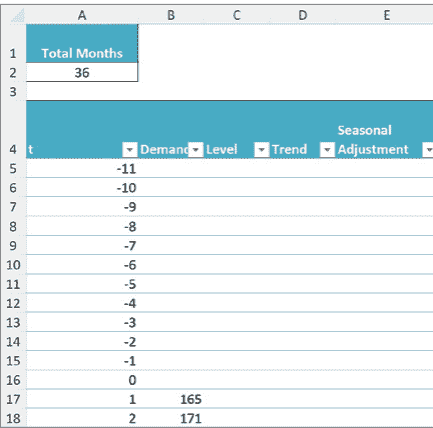 A B C D E
1 Total Months
2 36
3
Seasonal
4 t Demand Level Trend Adjustment
5 -11
6 -10
7 -9
8 -8
9 -7
10 -6
11 -5
12 -4
13 -3
14 -2
15 -1
16 0
17 1 165
18 2 171